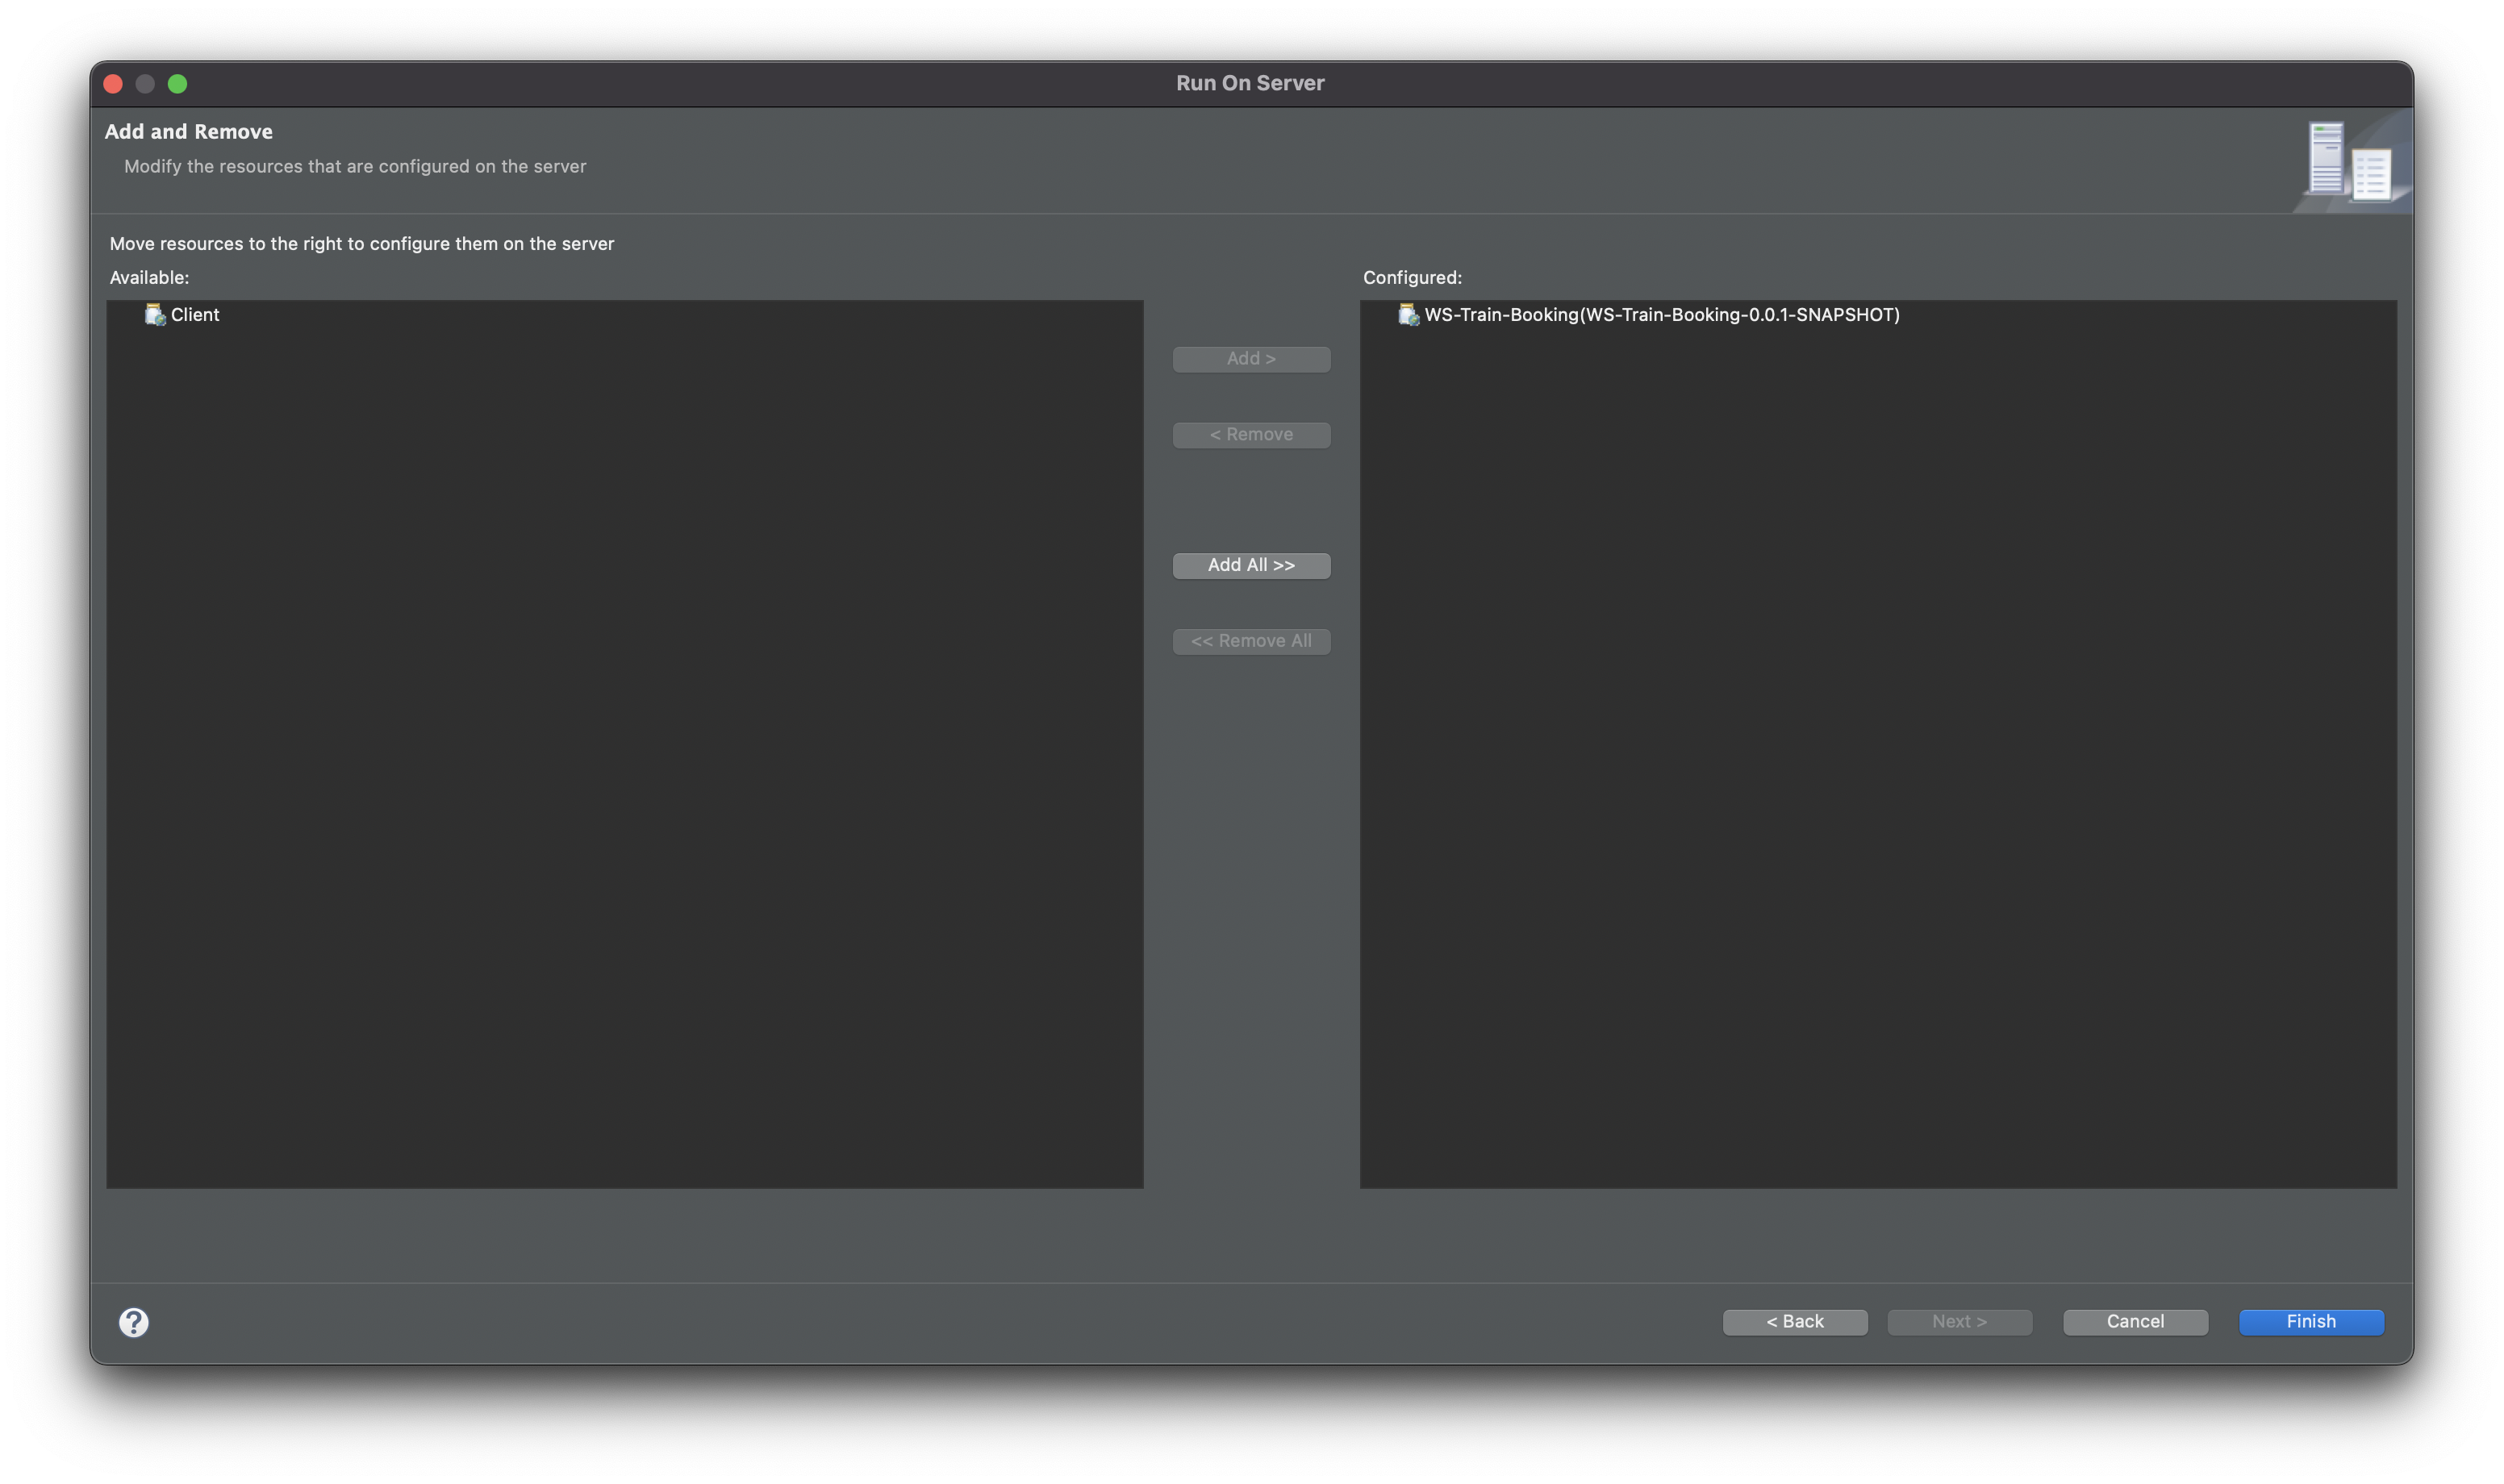 Run On Server
Add and Remove
Modify the resources that are configured on the server
Move resources to the right to configure them on the server
Available:
Configured:
Client
WS-Train-Booking(WS-Train-Booking-0.0.1-SNAPSHOT)
Add >
< Remove
Add All >>
<< Remove All
?
< Back
Next >
Cancel
Finish